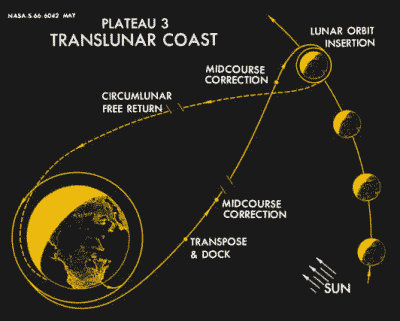 NASA S 66 6042 MAY
PLATEAU 3
TRANSLUNAR COAST
LUNAR ORBIT
INSERTION
MIDCOURSE
CORRECTION
CIRCUMLUNAR
FREE RETURN
MIDCOURSE
CORRECTION
TRANSPOSE
& DOCK
SUN